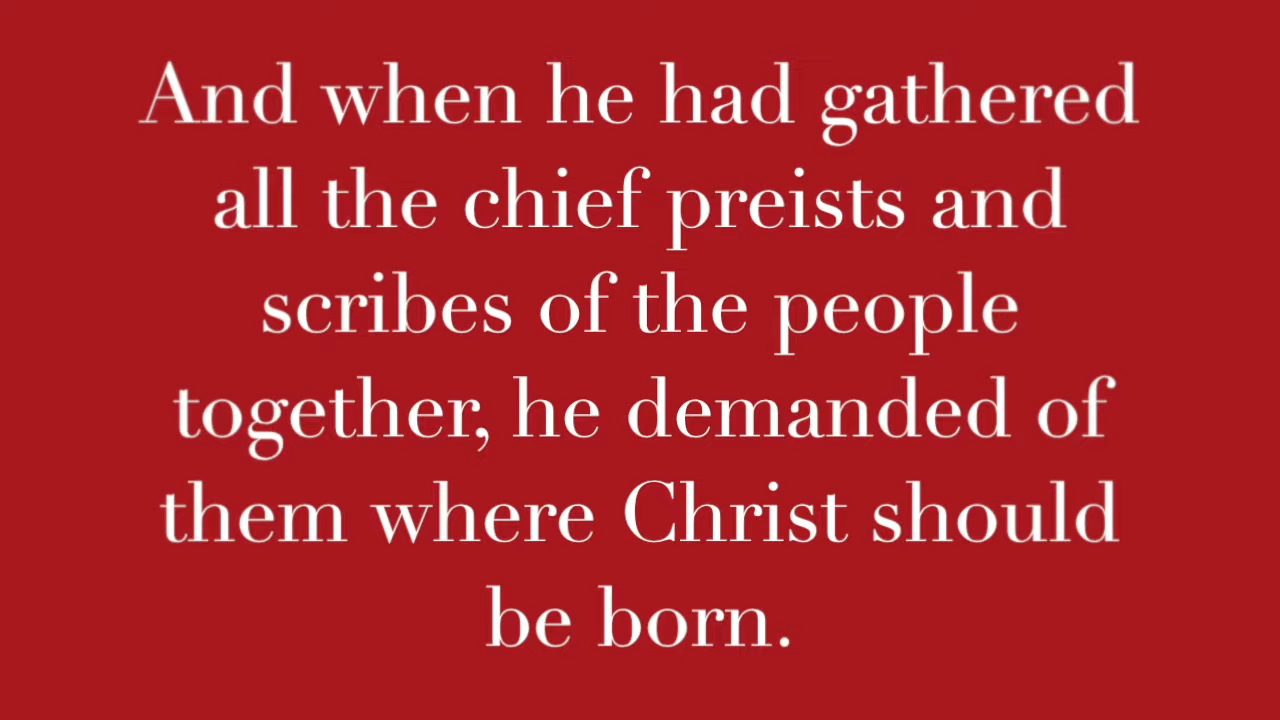 And when he had gathered
all the chief preists and
scribes of the people
together, he demanded of
them where Christ should
be born.